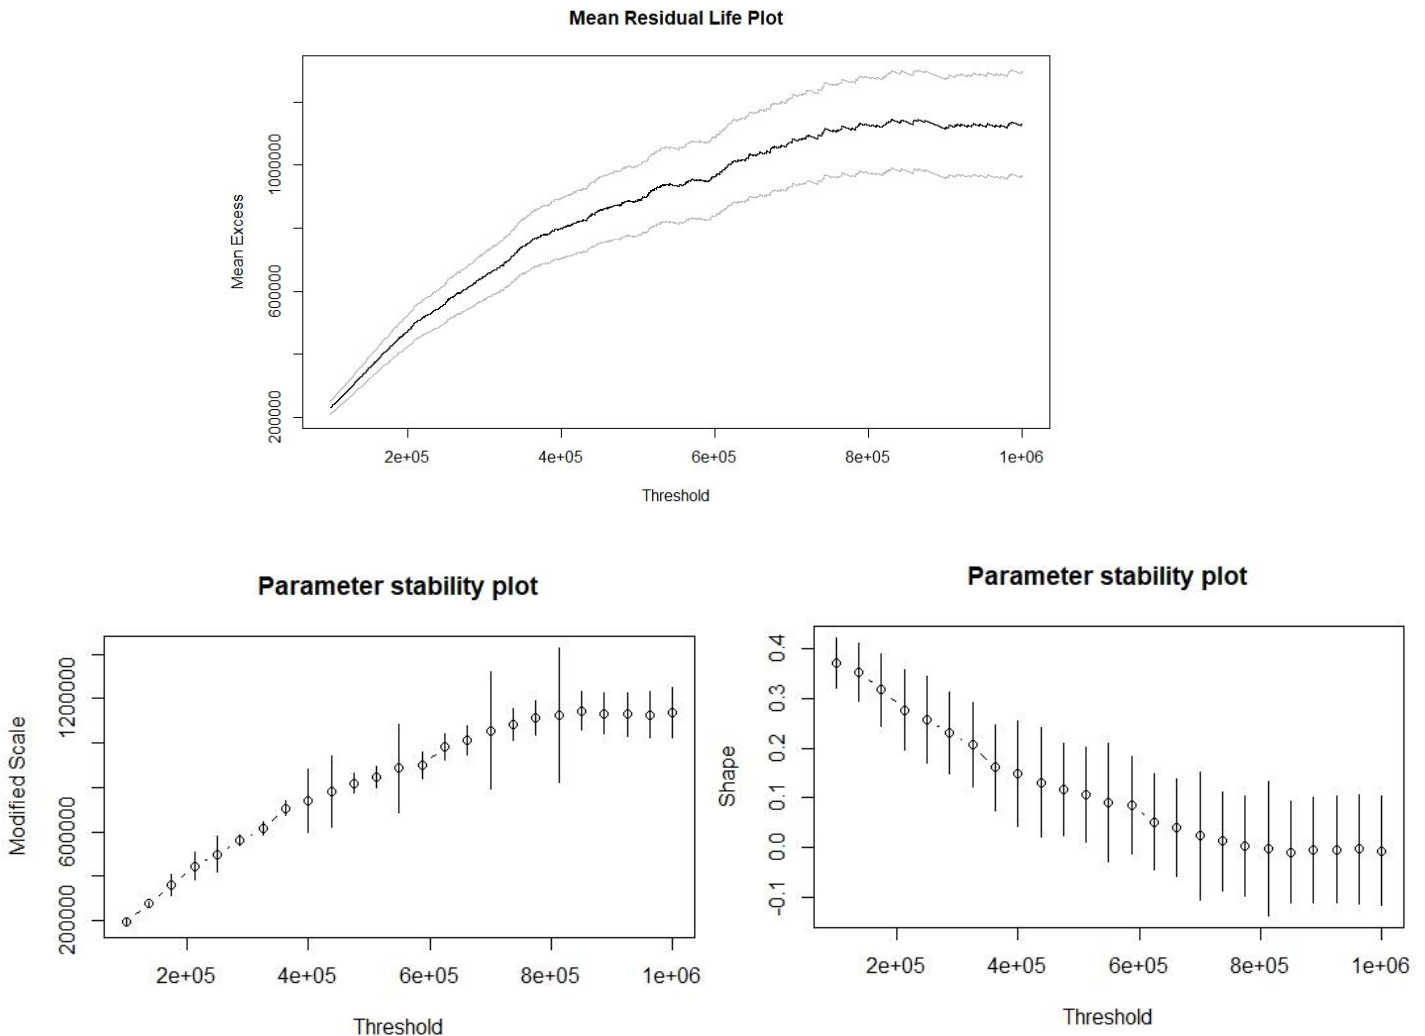 Mean Residual Life Plot
Mean Excess
1000000
600000
200000
2e+05 4e+05 6e+05 8e+05 1e+06
Threshold
Parameter stability plot
Modified Scale
1200000
600000
200000
2e+05 4e+05 6e+05 8e+05 1e+06
Threshold
Parameter stability plot
Shape
0.4
0.3
0.2
0.1
0.0
-0.1
2e+05 4e+05 6e+05 8e+05 1e+06
Threshold